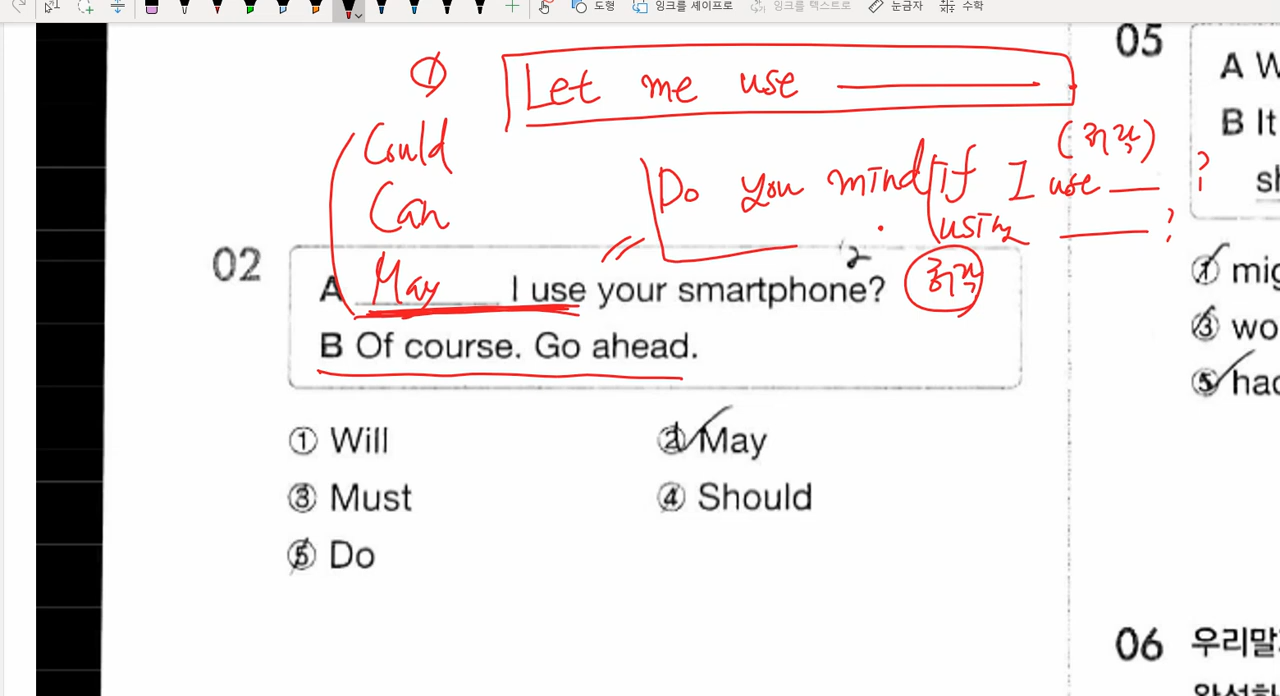 도형 잉크를 셰이프로 잉크를 텍스트로 눈금자 수학
Let me use
Could
Can
May
(허락)
Do you mind if I use ?
using ?
02
A I use your smartphone? 허락
B Of course. Go ahead.
① Will
② May
③ Must
④ Should
⑤ Do
05
A W
B It
sh
① mig
③ wo
⑤ had
06 우리말